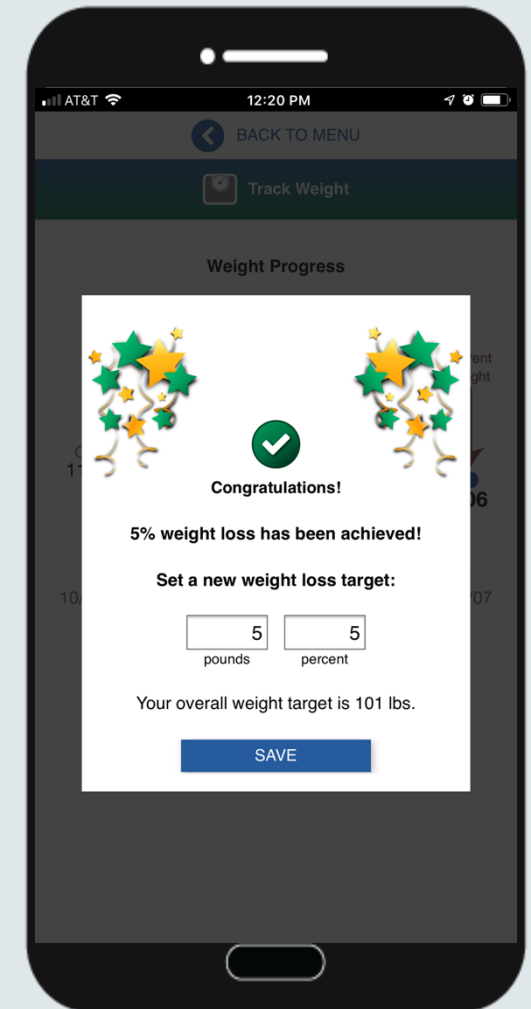 AT&T 12:20 PM
BACK TO MENU
Track Weight
Weight Progress
Congratulations!
5% weight loss has been achieved!
Set a new weight loss target:
5 5
pounds percent
Your overall weight target is 101 lbs.
SAVE